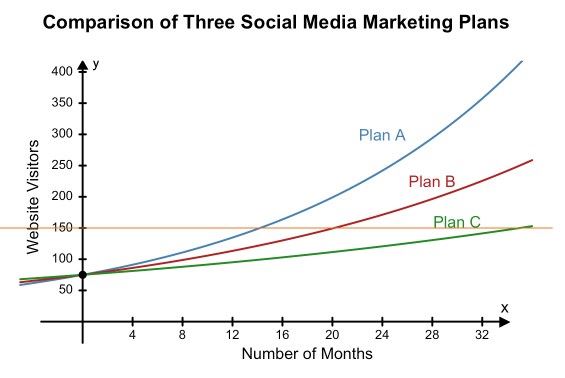 Comparison of Three Social Media Marketing Plans
y
400
350
300
250
200
150
100
50
Website Visitors
Plan A
Plan B
Plan C
x
4 8 12 16 20 24 28 32
Number of Months